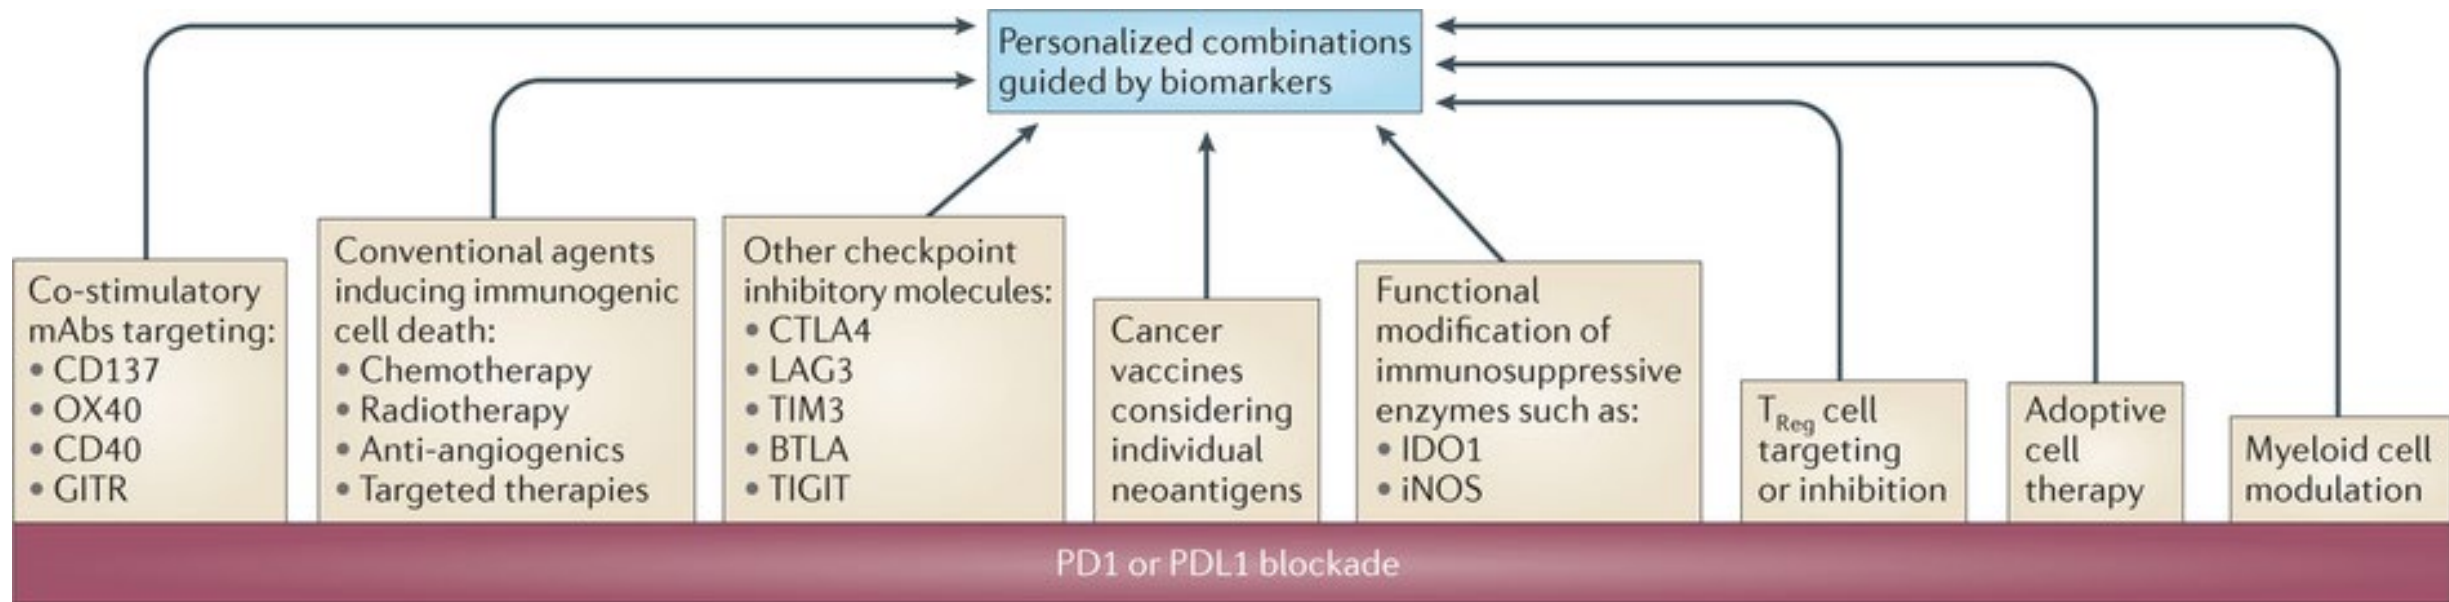 Personalized combinations
guided by biomarkers
Co-stimulatory
mAbs targeting:
• CD137
• OX40
• CD40
• GITR
Conventional agents
inducing immunogenic
cell death:
• Chemotherapy
• Radiotherapy
• Anti-angiogenics
• Targeted therapies
Other checkpoint
inhibitory molecules:
• CTLA4
• LAG3
• TIM3
• BTLA
• TIGIT
Cancer
vaccines
considering
individual
neoantigens
Functional
modification of
immunosuppressive
enzymes such as:
• IDO1
• iNOS
TReg cell
targeting
or inhibition
Adoptive
cell
therapy
Myeloid cell
modulation
PD1 or PDL1 blockade